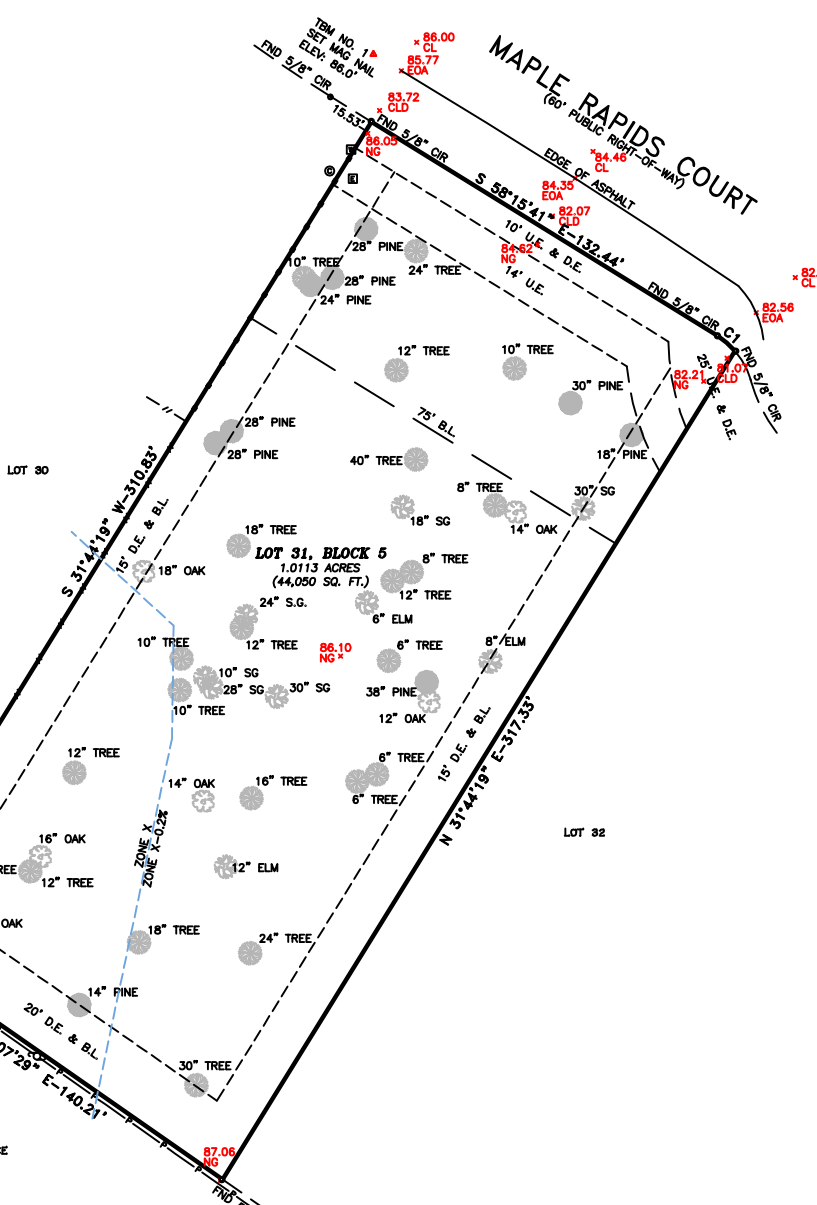 TBM NO. 1
SET MAG NAIL
ELEV: 86.0'
86.00
CL
85.77
EOA
FND 5/8" CIR
83.72
CLD
15.53'
FND 5/8" CIR
86.05
NG
MAPLE RAPIDS COURT
(60' PUBLIC RIGHT-OF-WAY)
84.46
CL
EDGE OF ASPHALT
84.35
EOA
S 58°15'41" E-132.44'
82.07
CLD
10' U.E. & D.E.
84.62
NG
14' U.E.
E
C
28" PINE
24" TREE
10" TREE
28" PINE
24" PINE
FND 5/8" CIR
82.
CL
82.56
EOA
C1
FND 5/8" CIR
81.07
CLD
82.21
NG
25' D.E. & D.E.
12" TREE
10" TREE
30" PINE
18" PINE
75' B.L.
28" PINE
28" PINE
40" TREE
8" TREE
30" SG
18" SG
14" OAK
LOT 30
S 31°44'19" W-310.83'
15' D.E. & B.L.
18" TREE
LOT 31, BLOCK 5
1.0113 ACRES
(44,050 SQ. FT.)
8" TREE
12" TREE
18" OAK
24" S.G.
6" ELM
12" TREE
10" TREE
86.10
NG
6" TREE
8" ELM
10" SG
28" SG
30" SG
38" PINE
10" TREE
12" OAK
15' D.E. & B.L.
N 31°44'19" E-317.33'
12" TREE
6" TREE
14" OAK
16" TREE
6" TREE
LOT 32
ZONE X
ZONE X-0.2%
16" OAK
REE
12" TREE
12" ELM
OAK
18" TREE
24" TREE
14" PINE
20' D.E. & B.L.
30" TREE
07'29" E-140.21'
P
P
P
P
P
87.06
NG
FND